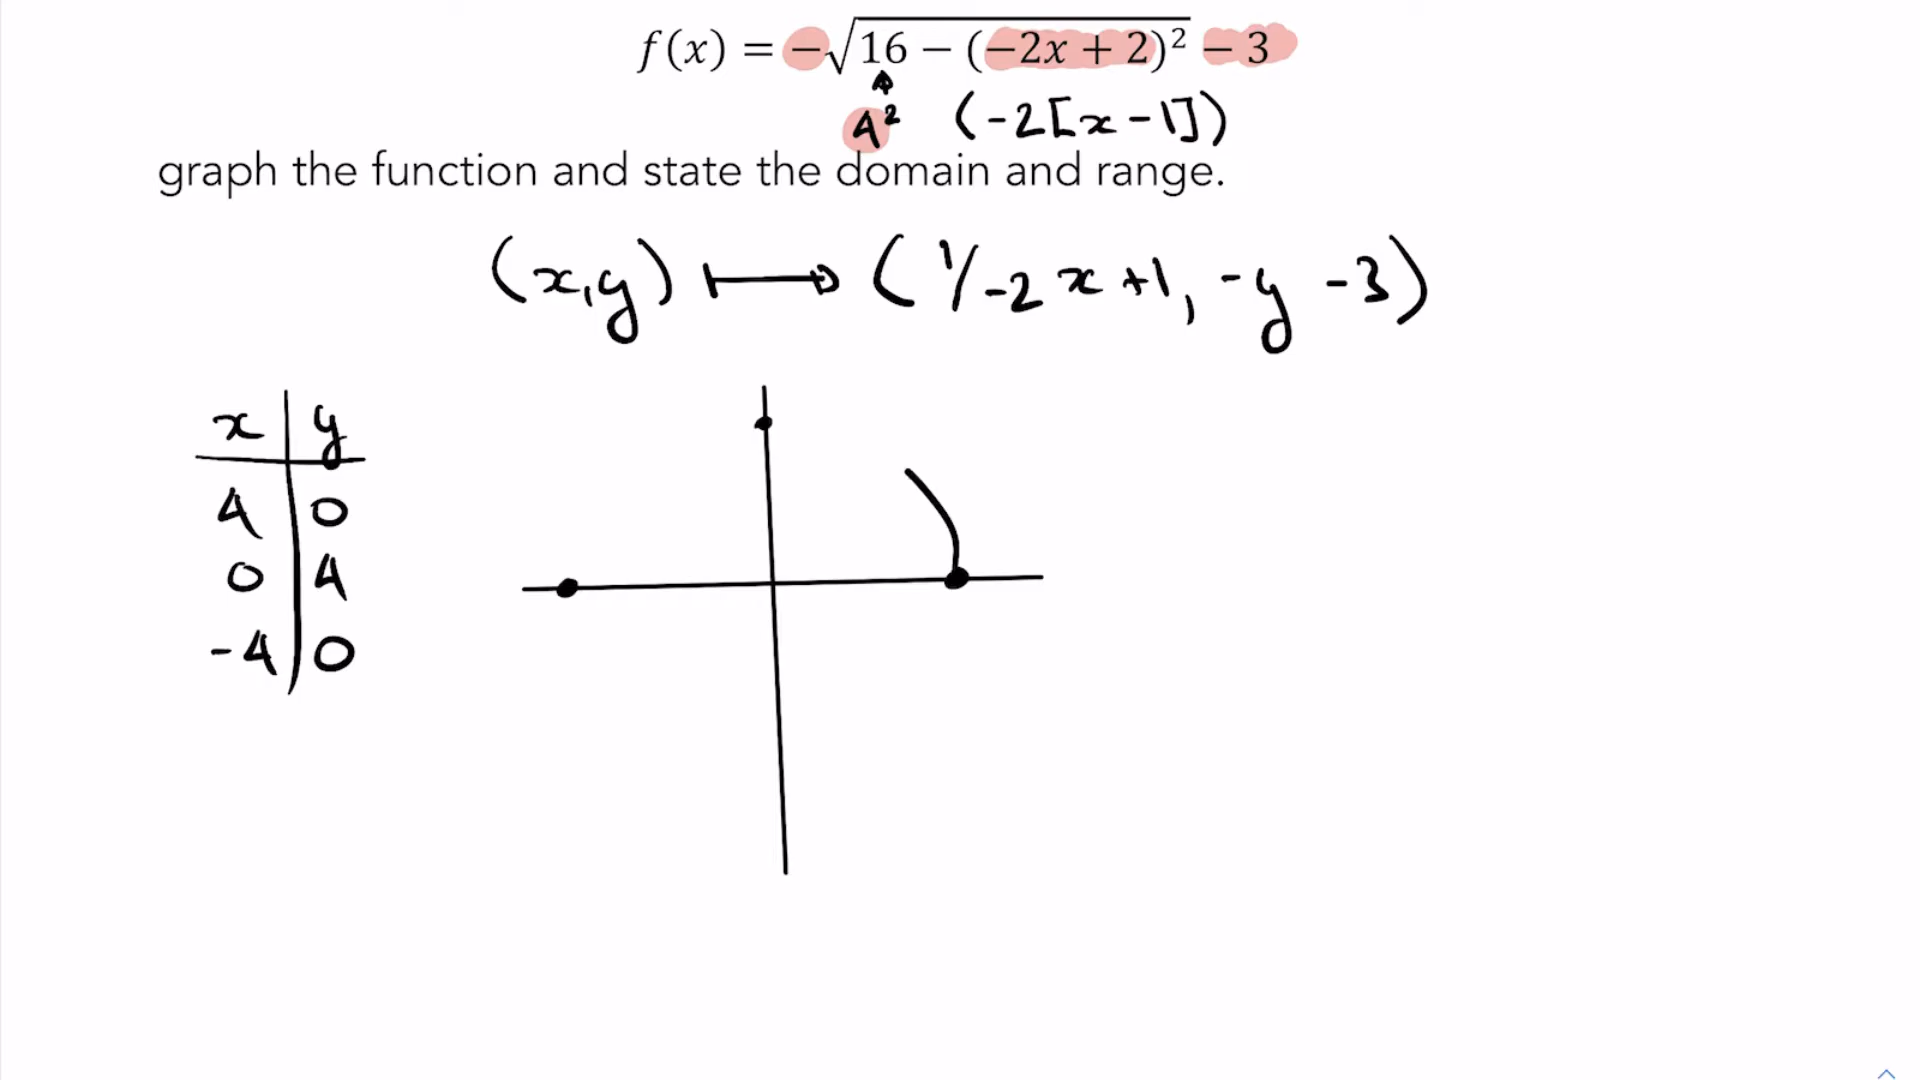 f(x) = −√16 − (−2x + 2)² − 3
4² (-2[x-1])
graph the function and state the domain and range.
(x,y) ↦ (1/-2 x +1, -y -3)
x y
4 0
0 4
-4 0